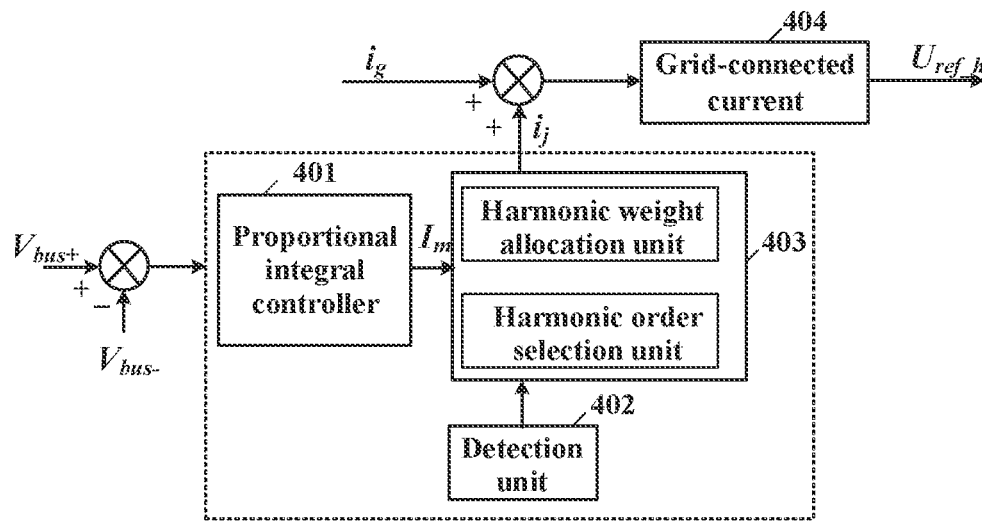 404
i_g
+
+
i_j
Grid-connected
current
U_ref_h
401
Proportional
integral
controller
I_m
Harmonic weight
allocation unit
Harmonic order
selection unit
403
V_bus+
+
−
V_bus-
402
Detection
unit